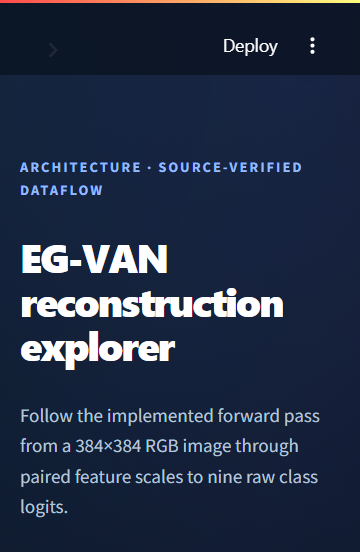 Deploy
ARCHITECTURE · SOURCE-VERIFIED
DATAFLOW
EG-VAN
reconstruction
explorer
Follow the implemented forward pass
from a 384×384 RGB image through
paired feature scales to nine raw class
logits.